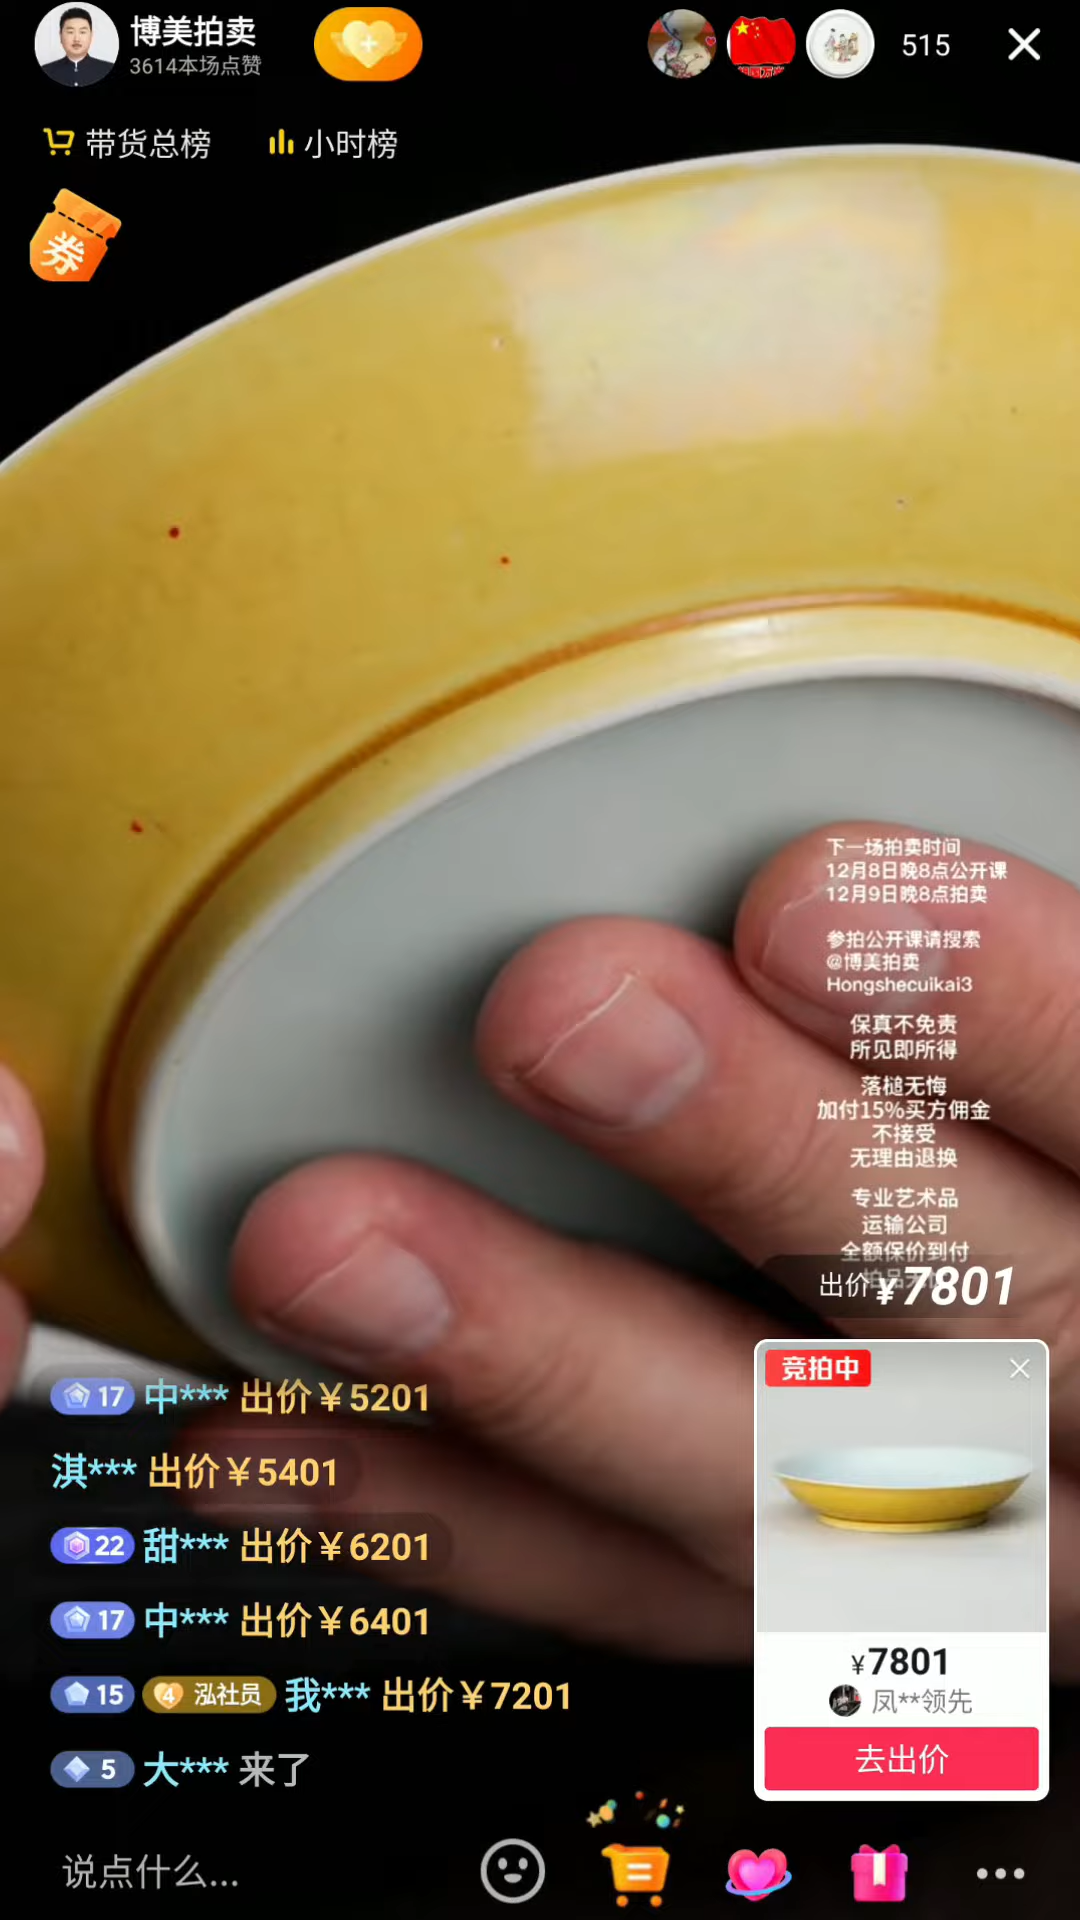 博美拍卖
3614本场点赞
515
带货总榜
小时榜
券
下一场拍卖时间
12月8日晚8点公开课
12月9日晚8点拍卖
参拍公开课请搜索
@博美拍卖
Hongshecuikai3
保真不免责
所见即所得
落槌无悔
加付15%买方佣金
不接受
无理由退换
专业艺术品
运输公司
全额保价到付
出价 ¥7801
17 中*** 出价¥5201
淇*** 出价¥5401
22 甜*** 出价¥6201
17 中*** 出价¥6401
15 4 泓社员 我*** 出价¥7201
5 大*** 来了
竞拍中
¥7801
凤**领先
去出价
说点什么...